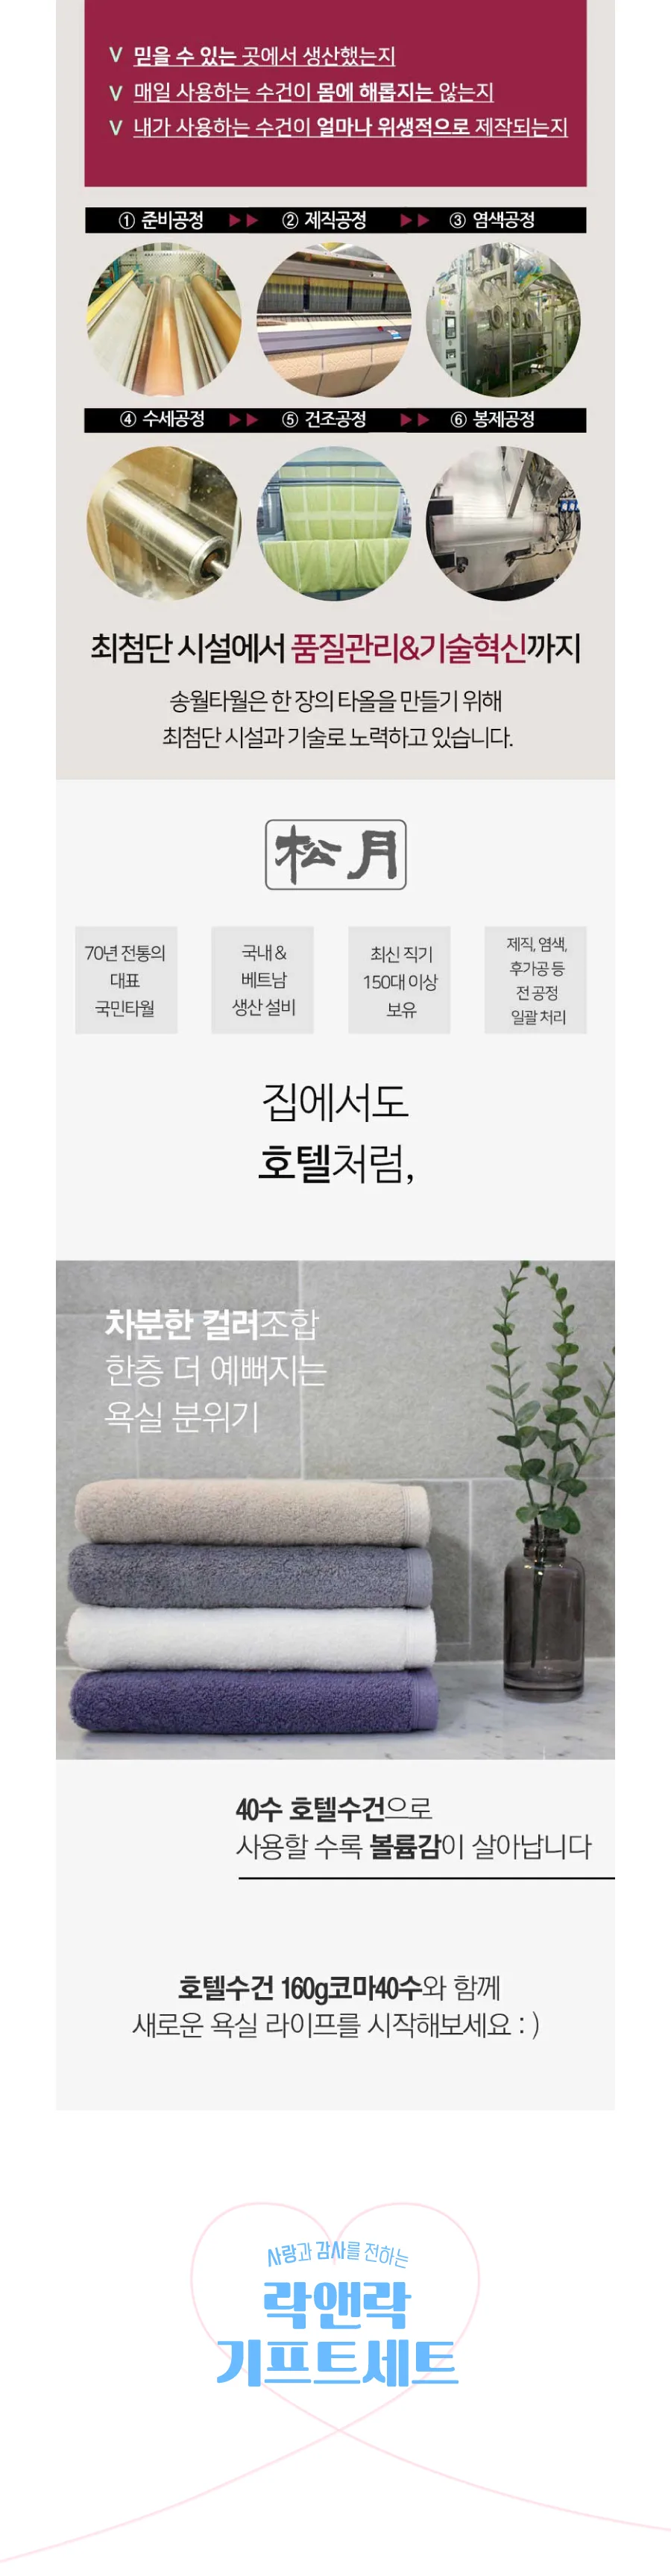 V 믿을 수 있는 곳에서 생산했는지
V 매일 사용하는 수건이 몸에 해롭지는 않는지
V 내가 사용하는 수건이 얼마나 위생적으로 제작되는지
① 준비공정 ▶▶ ② 제직공정 ▶▶ ③ 염색공정
④ 수세공정 ▶▶ ⑤ 건조공정 ▶▶ ⑥ 봉제공정
최첨단 시설에서 품질관리&기술혁신까지
송월타월은 한 장의 타올을 만들기 위해
최첨단 시설과 기술로 노력하고 있습니다.
松月
70년 전통의
대표
국민타월
국내 &
베트남
생산 설비
최신 직기
150대 이상
보유
제직, 염색,
후가공 등
전 공정
일괄 처리
집에서도
호텔처럼,
차분한 컬러조합
한층 더 예뻐지는
욕실 분위기
40수 호텔수건으로
사용할 수록 볼륨감이 살아납니다
호텔수건 160g코마40수와 함께
새로운 욕실 라이프를 시작해보세요 : )
사랑과 감사를 전하는
락앤락
기프트세트